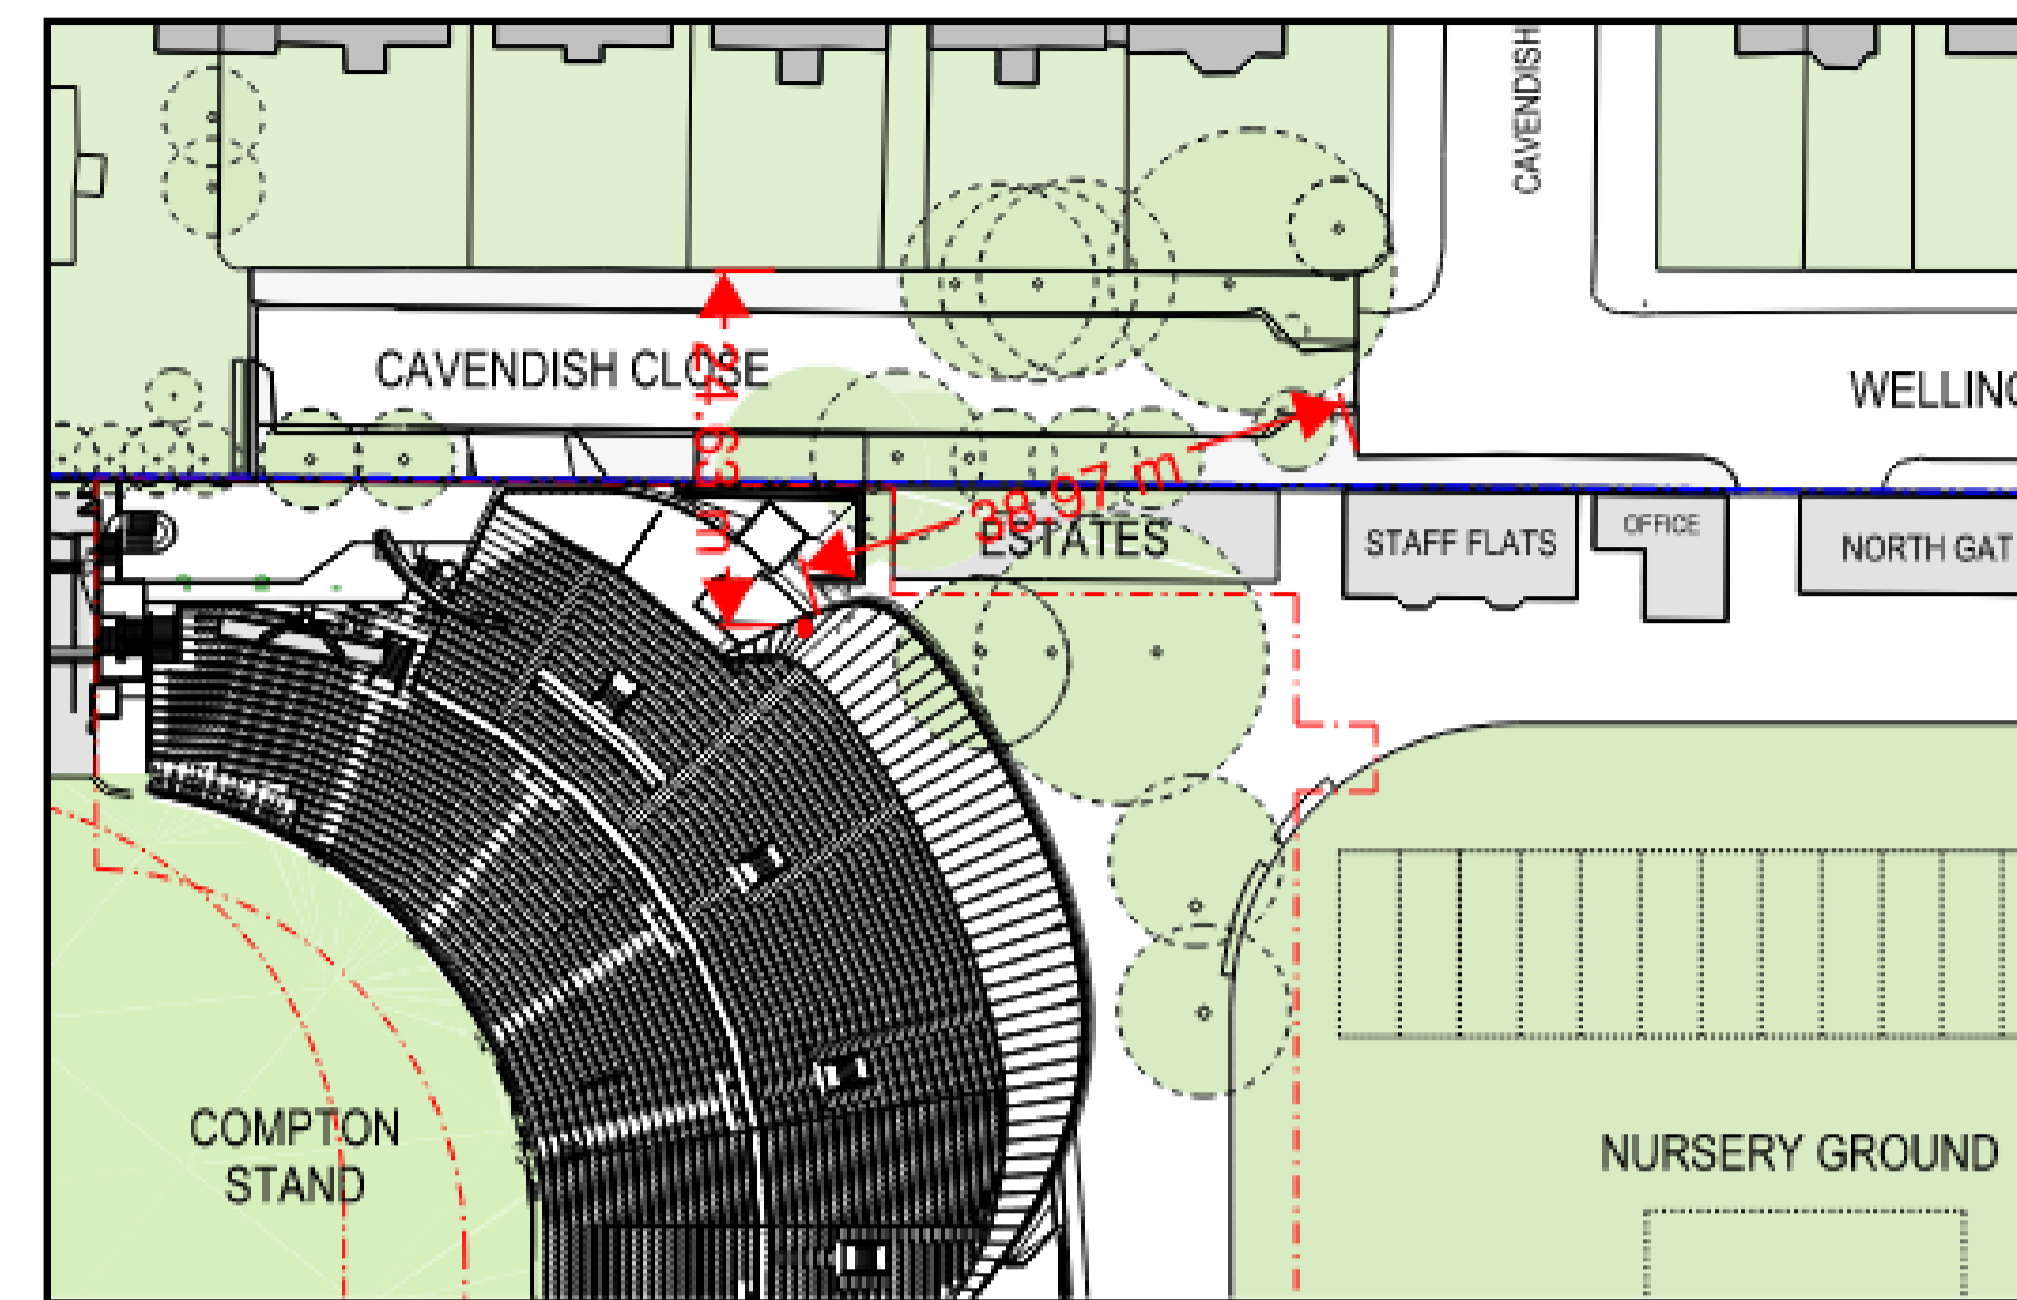 CAVENDISH
CAVENDISH CLOSE
24.63 m
WELLING
38.97 m
ESTATES
STAFF FLATS
OFFICE
NORTH GAT
COMPTON
STAND
NURSERY GROUND